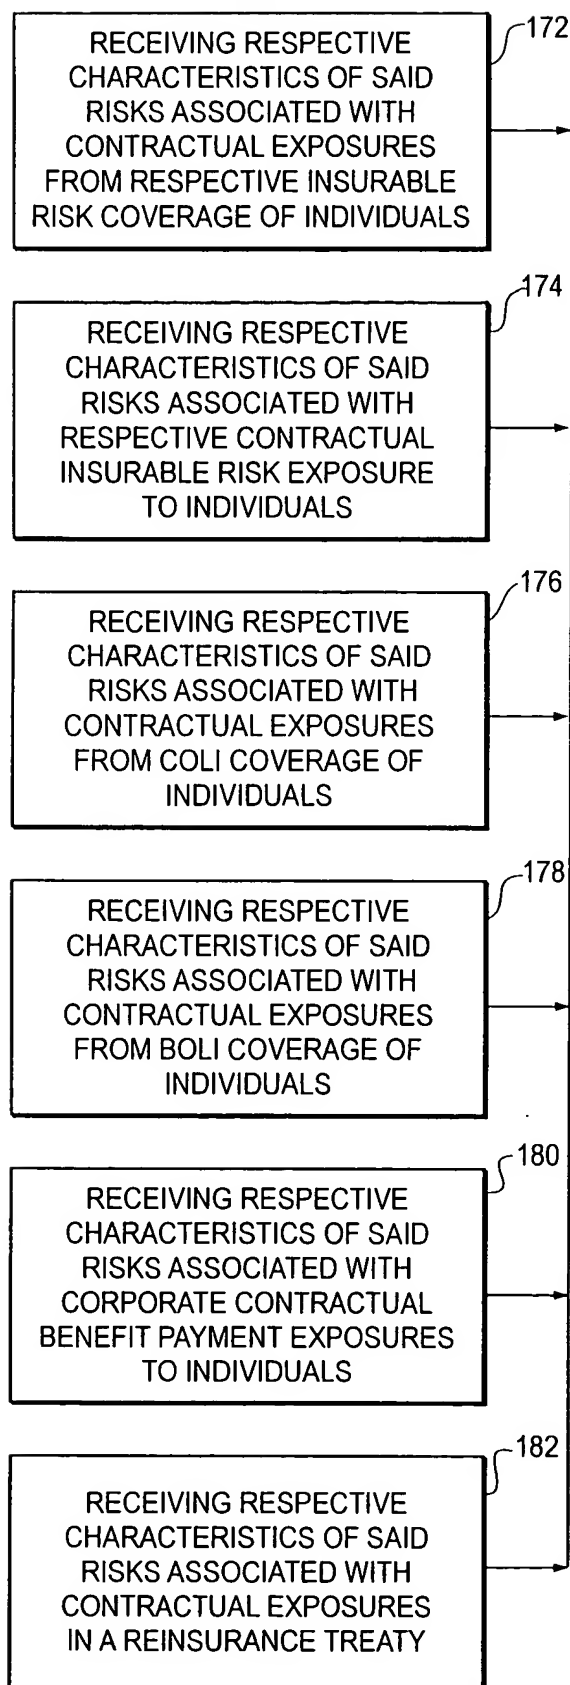 172
RECEIVING RESPECTIVE
CHARACTERISTICS OF SAID
RISKS ASSOCIATED WITH
CONTRACTUAL EXPOSURES
FROM RESPECTIVE INSURABLE
RISK COVERAGE OF INDIVIDUALS
174
RECEIVING RESPECTIVE
CHARACTERISTICS OF SAID
RISKS ASSOCIATED WITH
RESPECTIVE CONTRACTUAL
INSURABLE RISK EXPOSURE
TO INDIVIDUALS
176
RECEIVING RESPECTIVE
CHARACTERISTICS OF SAID
RISKS ASSOCIATED WITH
CONTRACTUAL EXPOSURES
FROM COLI COVERAGE OF
INDIVIDUALS
178
RECEIVING RESPECTIVE
CHARACTERISTICS OF SAID
RISKS ASSOCIATED WITH
CONTRACTUAL EXPOSURES
FROM BOLI COVERAGE OF
INDIVIDUALS
180
RECEIVING RESPECTIVE
CHARACTERISTICS OF SAID
RISKS ASSOCIATED WITH
CORPORATE CONTRACTUAL
BENEFIT PAYMENT EXPOSURES
TO INDIVIDUALS
182
RECEIVING RESPECTIVE
CHARACTERISTICS OF SAID
RISKS ASSOCIATED WITH
CONTRACTUAL EXPOSURES
IN A REINSURANCE TREATY